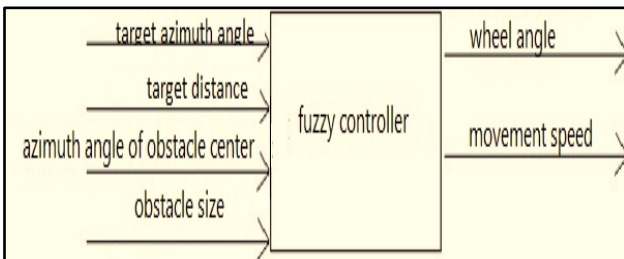 target azimuth angle
target distance
azimuth angle of obstacle center
obstacle size
fuzzy controller
wheel angle
movement speed